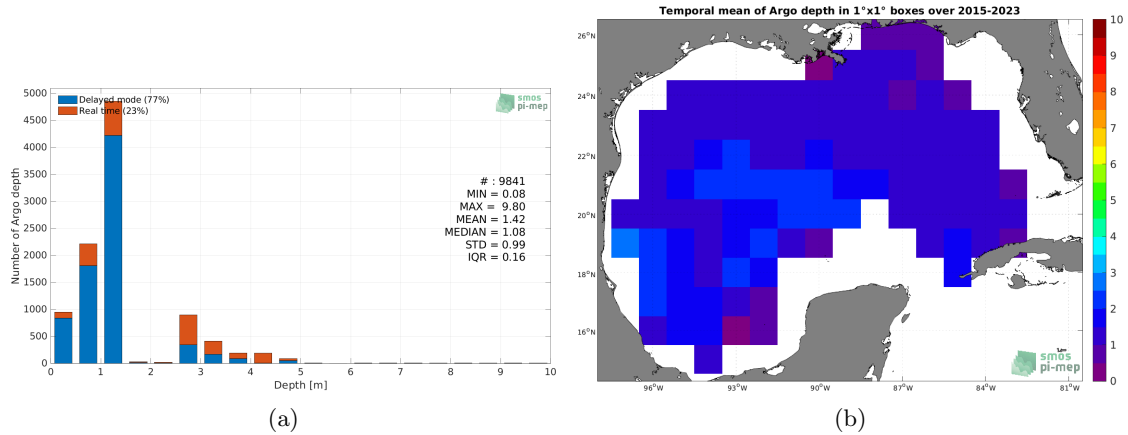 Delayed mode (77%)
Real time (23%)
smos
pi-mep
# : 9841
MIN = 0.08
MAX = 9.80
MEAN = 1.42
MEDIAN = 1.08
STD = 0.99
IQR = 0.16
Number of Argo depth
5000
4500
4000
3500
3000
2500
2000
1500
1000
500
0
0 1 2 3 4 5 6 7 8 9 10
Depth [m]
(a)
Temporal mean of Argo depth in 1°x1° boxes over 2015-2023
26°N
24°N
22°N
20°N
18°N
16°N
96°W 93°W 90°W 87°W 84°W 81°W
smos
pi-mep
10
9
8
7
6
5
4
3
2
1
0
(b)